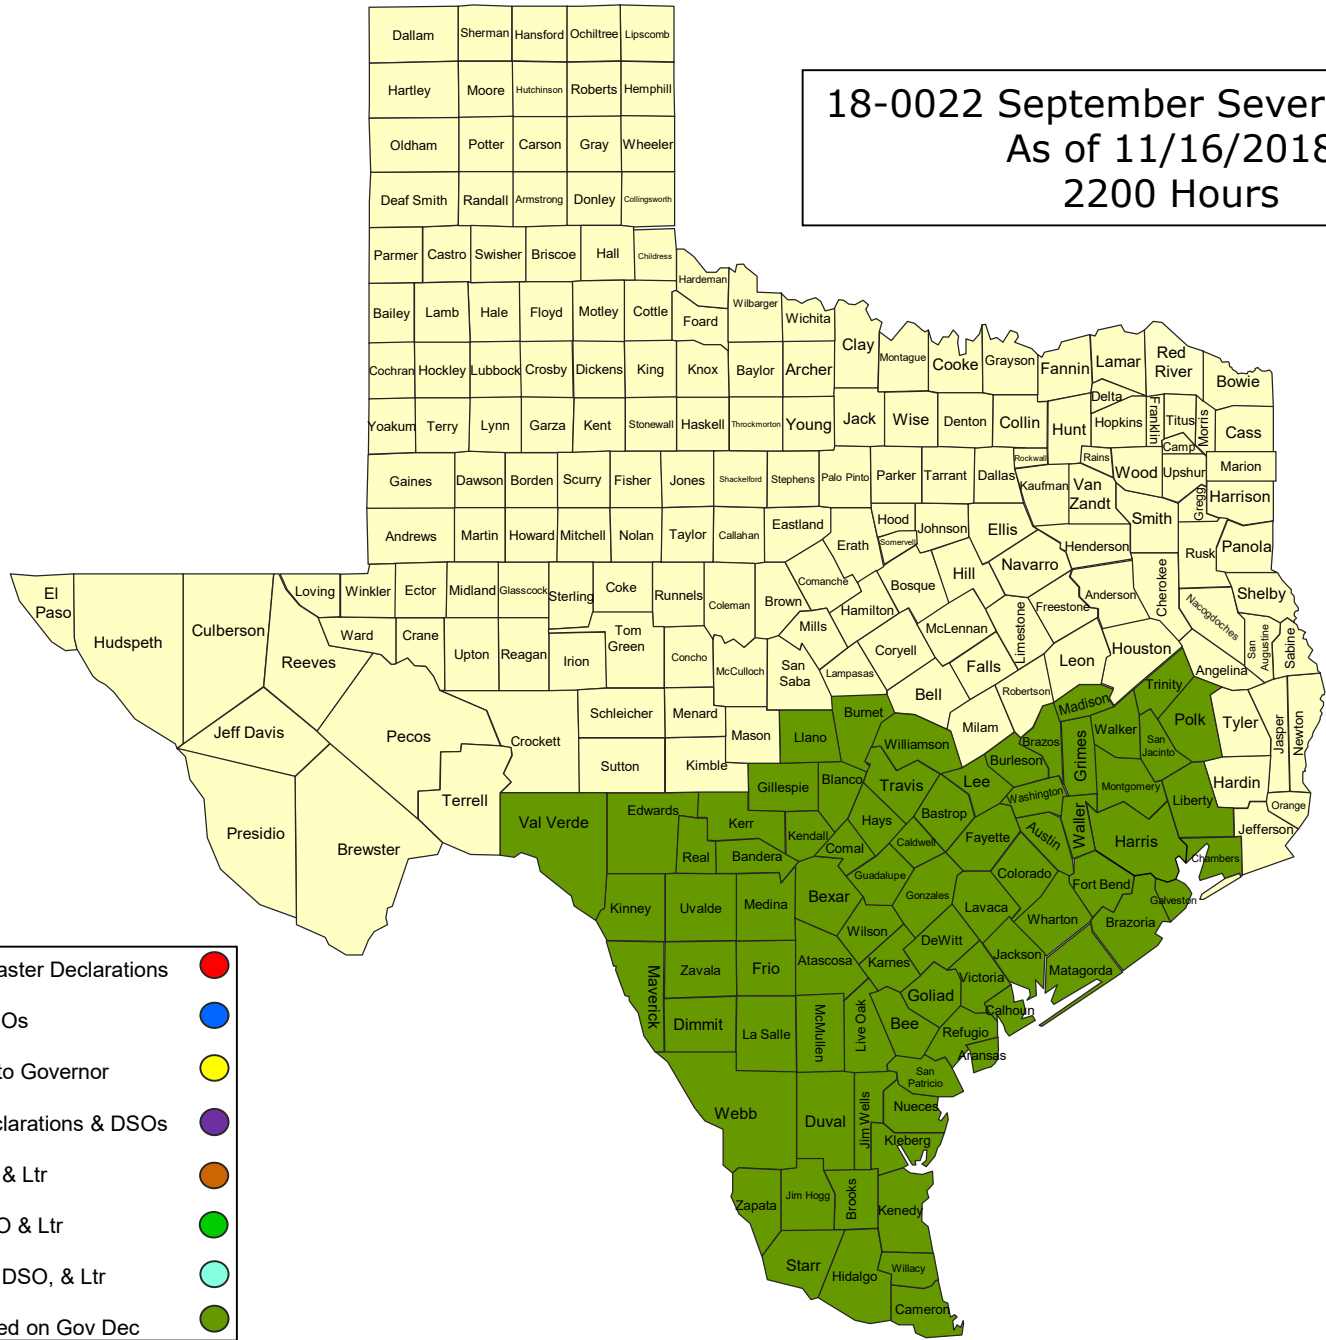 Dallam Sherman Hansford Ochiltree Lipscomb
Hartley Moore Hutchinson Roberts Hemphill
18-0022 September Sever
As of 11/16/2018
2200 Hours
Oldham Potter Carson Gray Wheeler
Deaf Smith Randall Armstrong Donley Collingsworth
Parmer Castro Swisher Briscoe Hall Childress
Hardeman
Bailey Lamb Hale Floyd Motley Cottle Foard Wilbarger Wichita
Clay Montague Cooke Grayson Fannin Lamar Red River Bowie
Cochran Hockley Lubbock Crosby Dickens King Knox Baylor Archer
Delta
Yoakum Terry Lynn Garza Kent Stonewall Haskell Throckmorton Young Jack Wise Denton Collin Hunt Hopkins Franklin Titus Morris Cass
Camp
Rockwall Rains
Gaines Dawson Borden Scurry Fisher Jones Shackelford Stephens Palo Pinto Parker Tarrant Dallas Kaufman Van Zandt Wood Upshur Marion
Gregg Harrison
Andrews Martin Howard Mitchell Nolan Taylor Callahan Eastland Erath Hood Somervell Johnson Ellis Henderson Smith Rusk Panola
El Paso Hudspeth Culberson Loving Winkler Ector Midland Glasscock Sterling Coke Runnels Coleman Brown Comanche Hamilton Bosque Hill Navarro Freestone Anderson Cherokee Nacogdoches Shelby
Reeves Ward Crane Upton Reagan Irion Tom Green Concho McCulloch San Saba Mills Lampasas Coryell McLennan Limestone Falls Leon Houston Angelina San Augustine Sabine
Bell Robertson Milam
Jeff Davis Pecos Crockett Schleicher Menard Mason Llano Burnet Williamson Brazos Madison Walker Trinity San Jacinto Polk Tyler Jasper Newton
Sutton Kimble Gillespie Blanco Travis Lee Burleson Grimes Montgomery Liberty Hardin Orange
Presidio Brewster Terrell Val Verde Edwards Kerr Kendall Hays Bastrop Washington Waller Harris Jefferson
Real Bandera Comal Caldwell Fayette Austin Chambers
Kinney Uvalde Medina Bexar Guadalupe Gonzales Colorado Fort Bend Galveston
Lavaca Wharton Brazoria
Wilson DeWitt
Maverick Zavala Frio Atascosa Karnes Jackson Matagorda
Victoria
Dimmit La Salle McMullen Live Oak Goliad Calhoun
Bee Refugio
Aransas
San Patricio
Webb Duval Jim Wells Nueces
Kleberg
Zapata Jim Hogg Brooks Kenedy
Starr Hidalgo Willacy
Cameron
aster Declarations
Os
to Governor
clarations & DSOs
& Ltr
O & Ltr
DSO, & Ltr
ed on Gov Dec